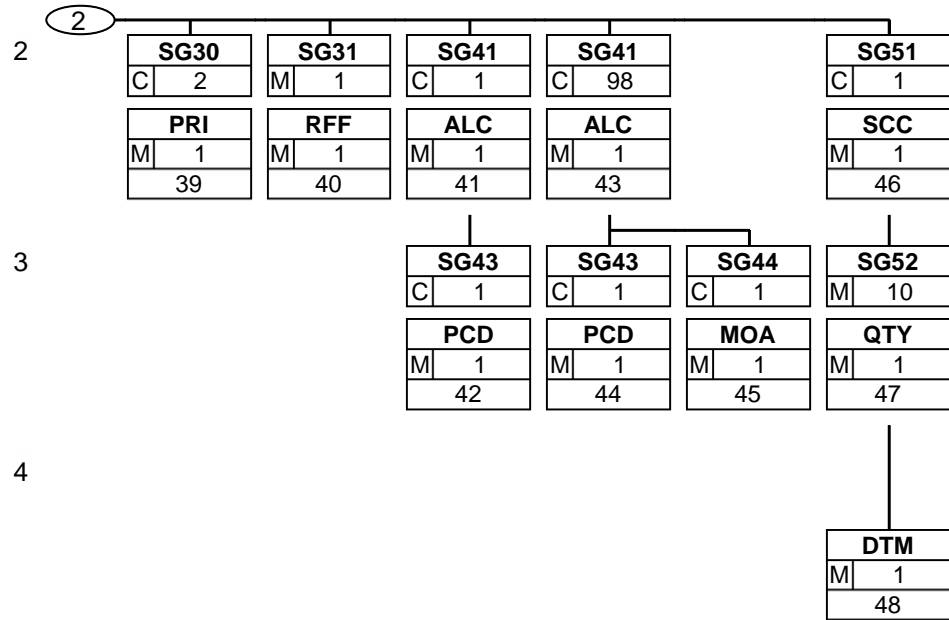 2
2 SG30 SG31 SG41 SG41 SG51
C 2 M 1 C 1 C 98 C 1
PRI RFF ALC ALC SCC
M 1 M 1 M 1 M 1 M 1
39 40 41 43 46
3 SG43 SG43 SG44 SG52
C 1 C 1 C 1 M 10
PCD PCD MOA QTY
M 1 M 1 M 1 M 1
42 44 45 47
4
DTM
M 1
48